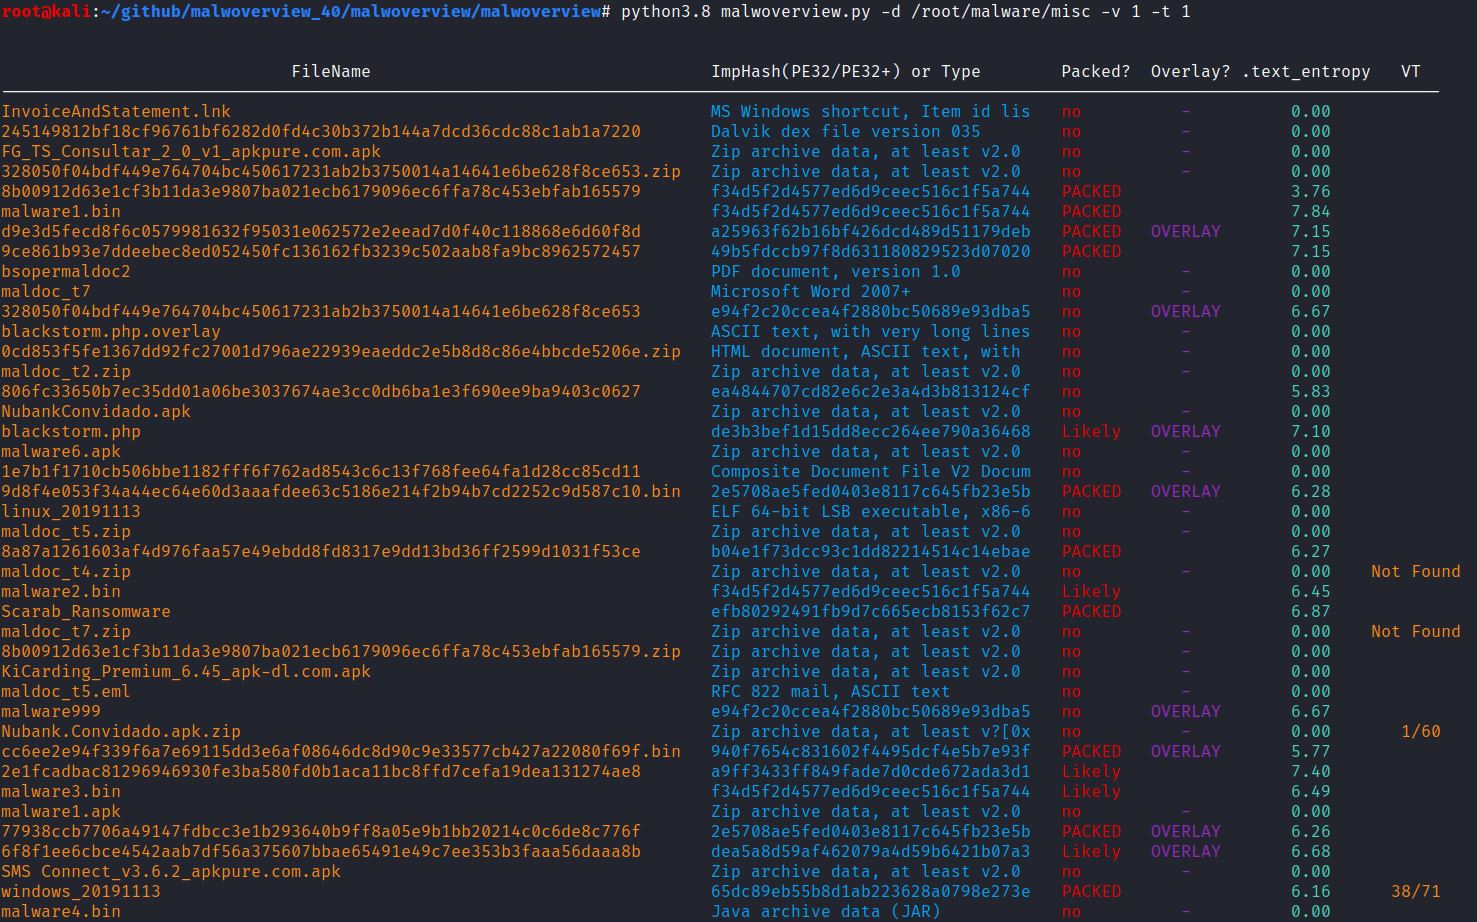 root@kali:~/github/malwoverview_40/malwoverview/malwoverview# python3.8 malwoverview.py -d /root/malware/misc -v 1 -t 1
FileName ImpHash(PE32/PE32+) or Type Packed? Overlay? .text_entropy VT
InvoiceAndStatement.lnk MS Windows shortcut, Item id lis no - 0.00
245149812bf18cf96761bf6282d0fd4c30b372b144a7dcd36cdc88c1ab1a7220 Dalvik dex file version 035 no - 0.00
FG_TS_Consultar_2_0_v1_apkpure.com.apk Zip archive data, at least v2.0 no - 0.00
328050f04bdf449e764704bc450617231ab2b3750014a14641e6be628f8ce653.zip Zip archive data, at least v2.0 no - 0.00
8b00912d63e1cf3b11da3e9807ba021ecb6179096ec6ffa78c453ebfab165579 f34d5f2d4577ed6d9ceec516c1f5a744 PACKED 3.76
malware1.bin f34d5f2d4577ed6d9ceec516c1f5a744 PACKED 7.84
d9e3d5fecd8f6c0579981632f95031e062572e2eead7d0f40c118868e6d60f8d a25963f62b16bf426dcd489d51179deb PACKED OVERLAY 7.15
9ce861b93e7ddeebec8ed052450fc136162fb3239c502aab8fa9bc8962572457 49b5fdccb97f8d631180829523d07020 PACKED 7.15
bsopermaldoc2 PDF document, version 1.0 no - 0.00
maldoc_t7 Microsoft Word 2007+ no - 0.00
328050f04bdf449e764704bc450617231ab2b3750014a14641e6be628f8ce653 e94f2c20ccea4f2880bc50689e93dba5 no OVERLAY 6.67
blackstorm.php.overlay ASCII text, with very long lines no - 0.00
0cd853f5fe1367dd92fc27001d796ae22939eaeddc2e5b8d8c86e4bbcde5206e.zip HTML document, ASCII text, with no - 0.00
maldoc_t2.zip Zip archive data, at least v2.0 no - 0.00
806fc33650b7ec35dd01a06be3037674ae3cc0db6ba1e3f690ee9ba9403c0627 ea4844707cd82e6c2e3a4d3b813124cf no 5.83
NubankConvidado.apk Zip archive data, at least v2.0 no - 0.00
blackstorm.php de3b3bef1d15dd8ecc264ee790a36468 Likely OVERLAY 7.10
malware6.apk Zip archive data, at least v2.0 no - 0.00
1e7b1f1710cb506bbe1182fff6f762ad8543c6c13f768fee64fa1d28cc85cd11 Composite Document File V2 Docum no - 0.00
9d8f4e053f34a44ec64e60d3aaafdee63c5186e214f2b94b7cd2252c9d587c10.bin 2e5708ae5fed0403e8117c645fb23e5b PACKED OVERLAY 6.28
linux_20191113 ELF 64-bit LSB executable, x86-6 no - 0.00
maldoc_t5.zip Zip archive data, at least v2.0 no - 0.00
8a87a1261603af4d976faa57e49ebdd8fd8317e9dd13bd36ff2599d1031f53ce b04e1f73dcc93c1dd82214514c14ebae PACKED 6.27
maldoc_t4.zip Zip archive data, at least v2.0 no - 0.00 Not Found
malware2.bin f34d5f2d4577ed6d9ceec516c1f5a744 Likely 6.45
Scarab_Ransomware efb80292491fb9d7c665ecb8153f62c7 PACKED 6.87
maldoc_t7.zip Zip archive data, at least v2.0 no - 0.00 Not Found
8b00912d63e1cf3b11da3e9807ba021ecb6179096ec6ffa78c453ebfab165579.zip Zip archive data, at least v2.0 no - 0.00
KiCarding_Premium_6.45_apk-dl.com.apk Zip archive data, at least v2.0 no - 0.00
maldoc_t5.eml RFC 822 mail, ASCII text no - 0.00
malware999 e94f2c20ccea4f2880bc50689e93dba5 no OVERLAY 6.67
Nubank.Convidado.apk.zip Zip archive data, at least v?[0x no - 0.00 1/60
cc6ee2e94f339f6a7e69115dd3e6af08646dc8d90c9e33577cb427a22080f69f.bin 940f7654c831602f4495dcf4e5b7e93f PACKED OVERLAY 5.77
2e1fcadbac81296946930fe3ba580fd0b1aca11bc8ffd7cefa19dea131274ae8 a9ff3433ff849fade7d0cde672ada3d1 Likely 7.40
malware3.bin f34d5f2d4577ed6d9ceec516c1f5a744 Likely 6.49
malware1.apk Zip archive data, at least v2.0 no - 0.00
77938ccb7706a49147fdbcc3e1b293640b9ff8a05e9b1bb20214c0c6de8c776f 2e5708ae5fed0403e8117c645fb23e5b PACKED OVERLAY 6.26
6f8f1ee6cbce4542aab7df56a375607bbae65491e49c7ee353b3faaa56daaa8b dea5a8d59af462079a4d59b6421b07a3 Likely OVERLAY 6.68
SMS Connect_v3.6.2_apkpure.com.apk Zip archive data, at least v2.0 no - 0.00
windows_20191113 65dc89eb55b8d1ab223628a0798e273e PACKED 6.16 38/71
malware4.bin Java archive data (JAR) no - 0.00